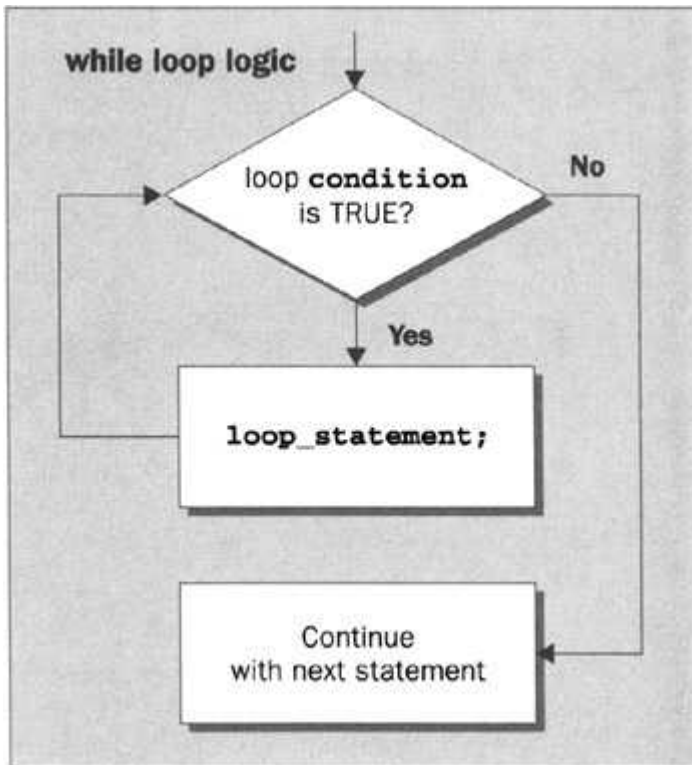 while loop logic
loop condition
is TRUE?
No
Yes
loop_statement;
Continue
with next statement